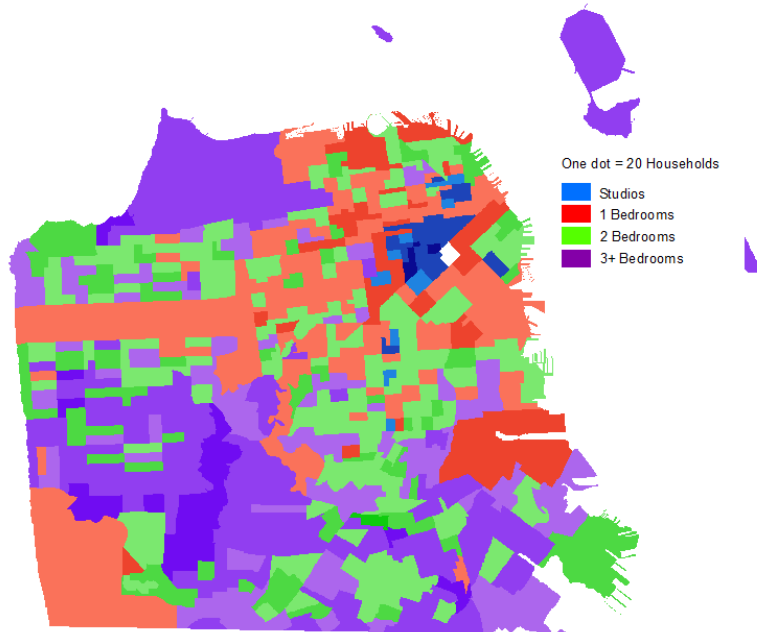 One dot = 20 Households
Studios
1 Bedrooms
2 Bedrooms
3+ Bedrooms